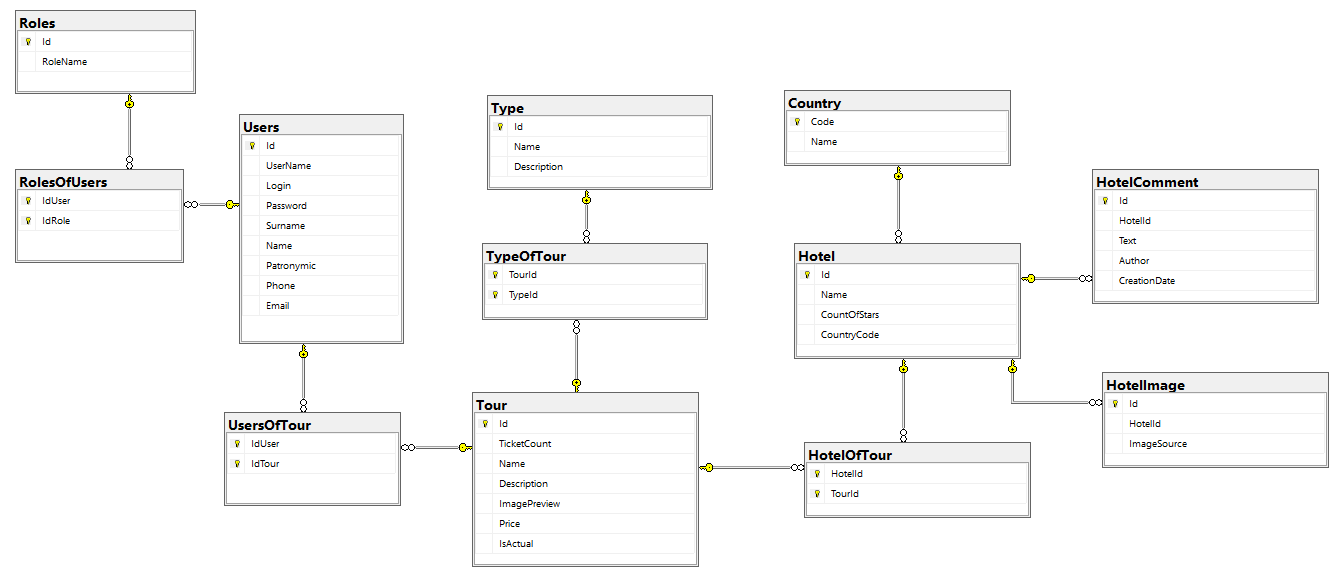 Roles
Id
RoleName
Users
Id
UserName
Login
Password
Surname
Name
Patronymic
Phone
Email
RolesOfUsers
IdUser
IdRole
Type
Id
Name
Description
Country
Code
Name
HotelComment
Id
HotelId
Text
Author
CreationDate
TypeOfTour
TourId
TypeId
Hotel
Id
Name
CountOfStars
CountryCode
HotelImage
Id
HotelId
ImageSource
UsersOfTour
IdUser
IdTour
Tour
Id
TicketCount
Name
Description
ImagePreview
Price
IsActual
HotelOfTour
HotelId
TourId